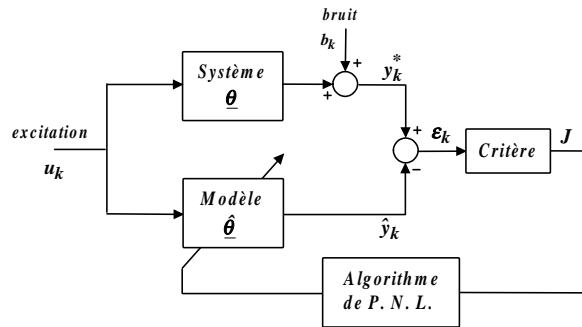 bruit
b_k
+
+
Système
θ
y_k^*
excitation
u_k
+
ε_k
Critère
J
−
Modèle
θ̂
ŷ_k
Algorithme
de P. N. L.